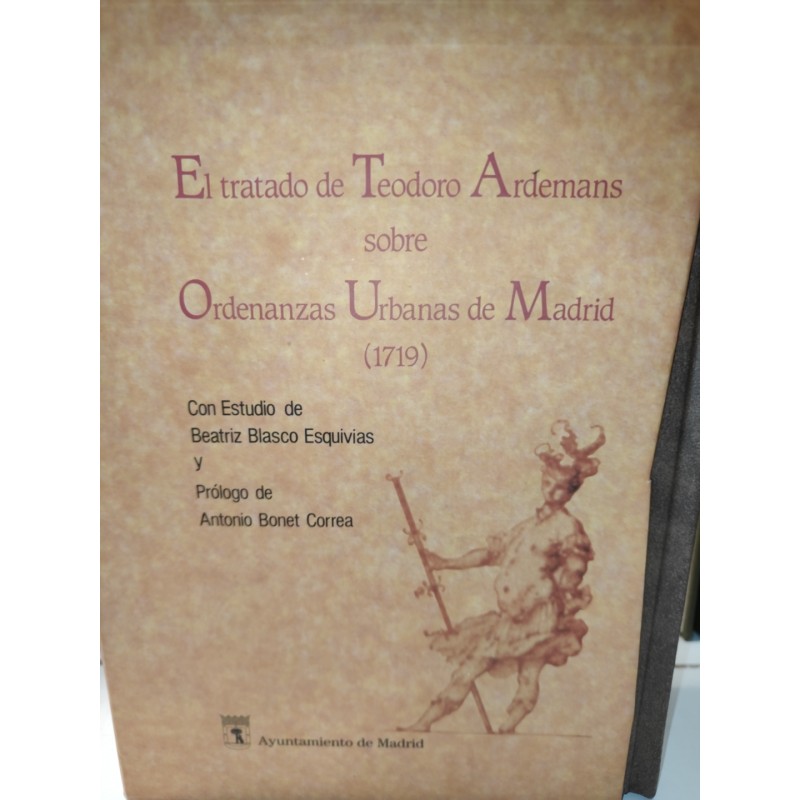 El tratado de Teodoro Ardemans
sobre
Ordenanzas Urbanas de Madrid
(1719)
Con Estudio de
Beatriz Blasco Esquivias
y
Prólogo de
Antonio Bonet Correa
Ayuntamiento de Madrid